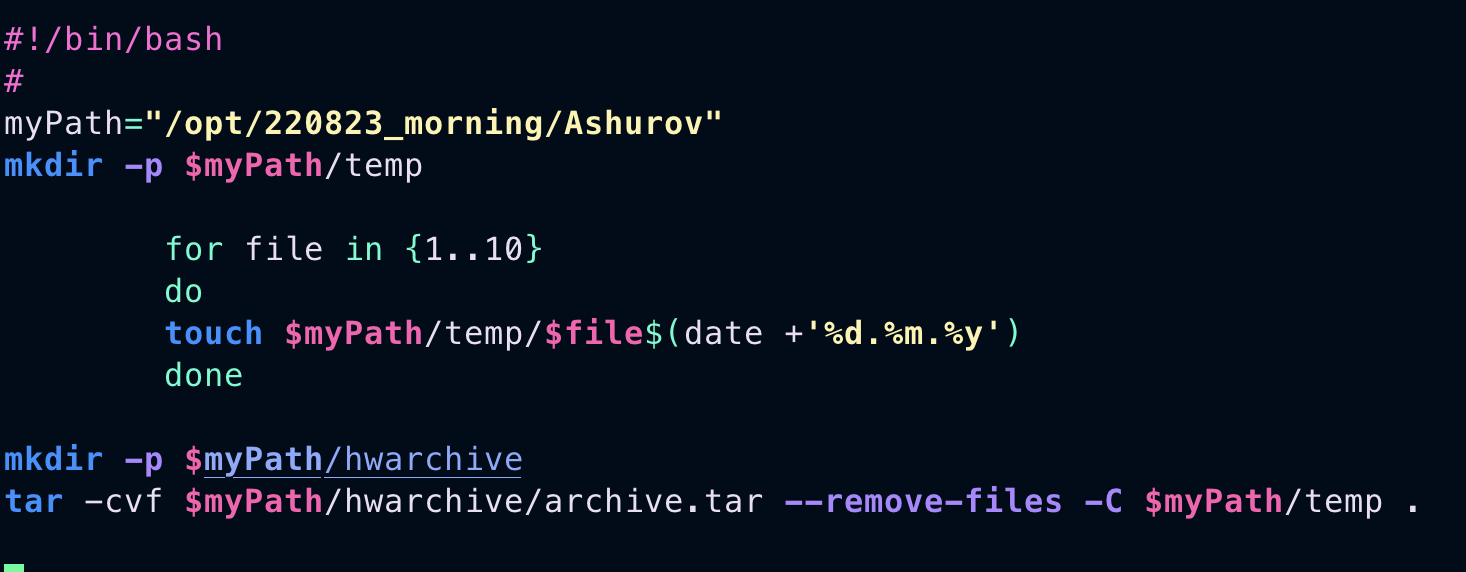 #!/bin/bash
#
myPath="/opt/220823_morning/Ashurov"
mkdir -p $myPath/temp
for file in {1..10}
do
touch $myPath/temp/$file$(date +'%d.%m.%y')
done
mkdir -p $myPath/hwarchive
tar -cvf $myPath/hwarchive/archive.tar --remove-files -C $myPath/temp .